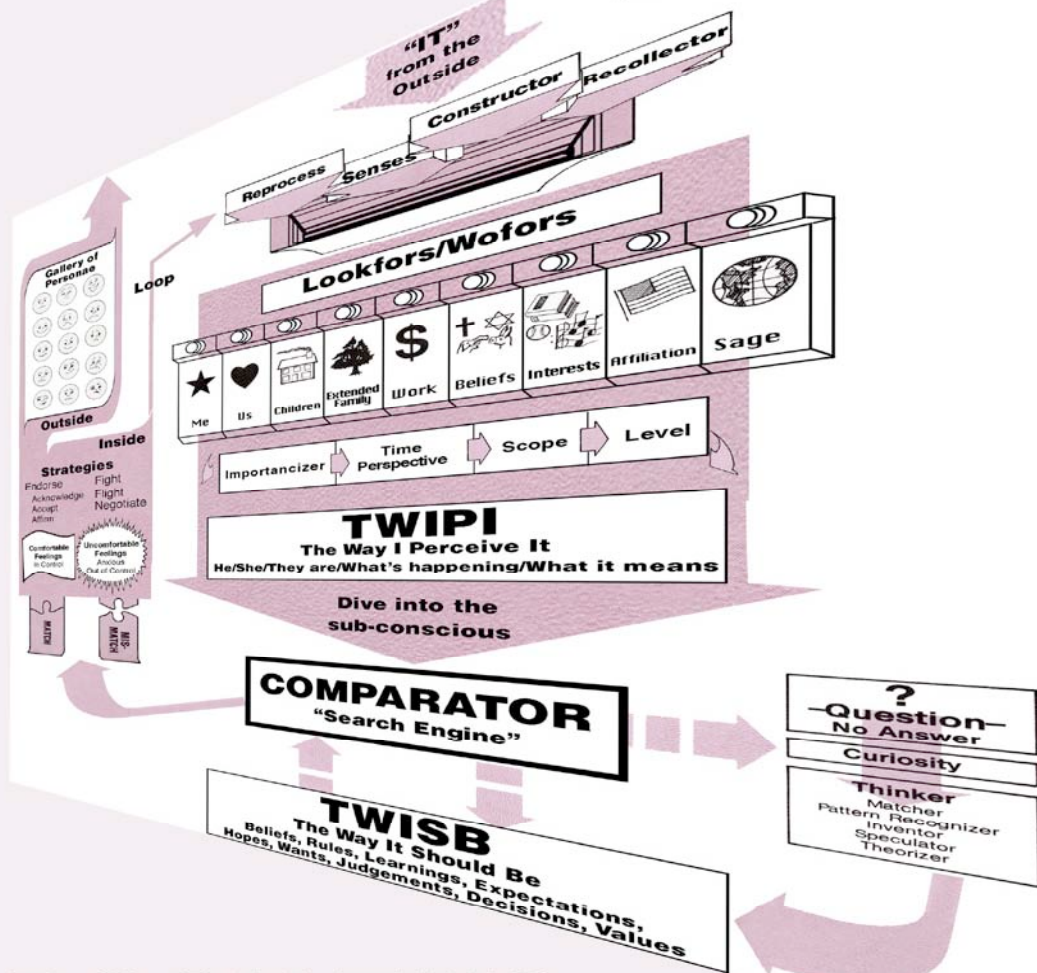 “IT”
from the
Outside
Recollector
Constructor
Senses
Reprocess
Lookfors/Wofors
Loop
Gallery of
Personae
Me
Us
Children
Extended
Family
$
Work
Beliefs
Interests
Affiliation
Sage
Outside
Inside
Importancizer
Time
Perspective
Scope
Level
Strategies
Endorse
Acknowledge
Accept
Affirm
Fight
Flight
Negotiate
TWIPI
The Way I Perceive It
He/She/They are/What's happening/What it means
Comfortable
Feelings
In Control
Uncomfortable
Feelings
Anxious
Out of Control
MATCH
MIS-
MATCH
Dive into the
sub-conscious
COMPARATOR
“Search Engine”
?
–Question–
No Answer
Curiosity
Thinker
Matcher
Pattern Recognizer
Inventor
Speculator
Theorizer
TWISB
The Way It Should Be
Beliefs, Rules, Learnings, Expectations,
Hopes, Wants, Judgements, Decisions, Values